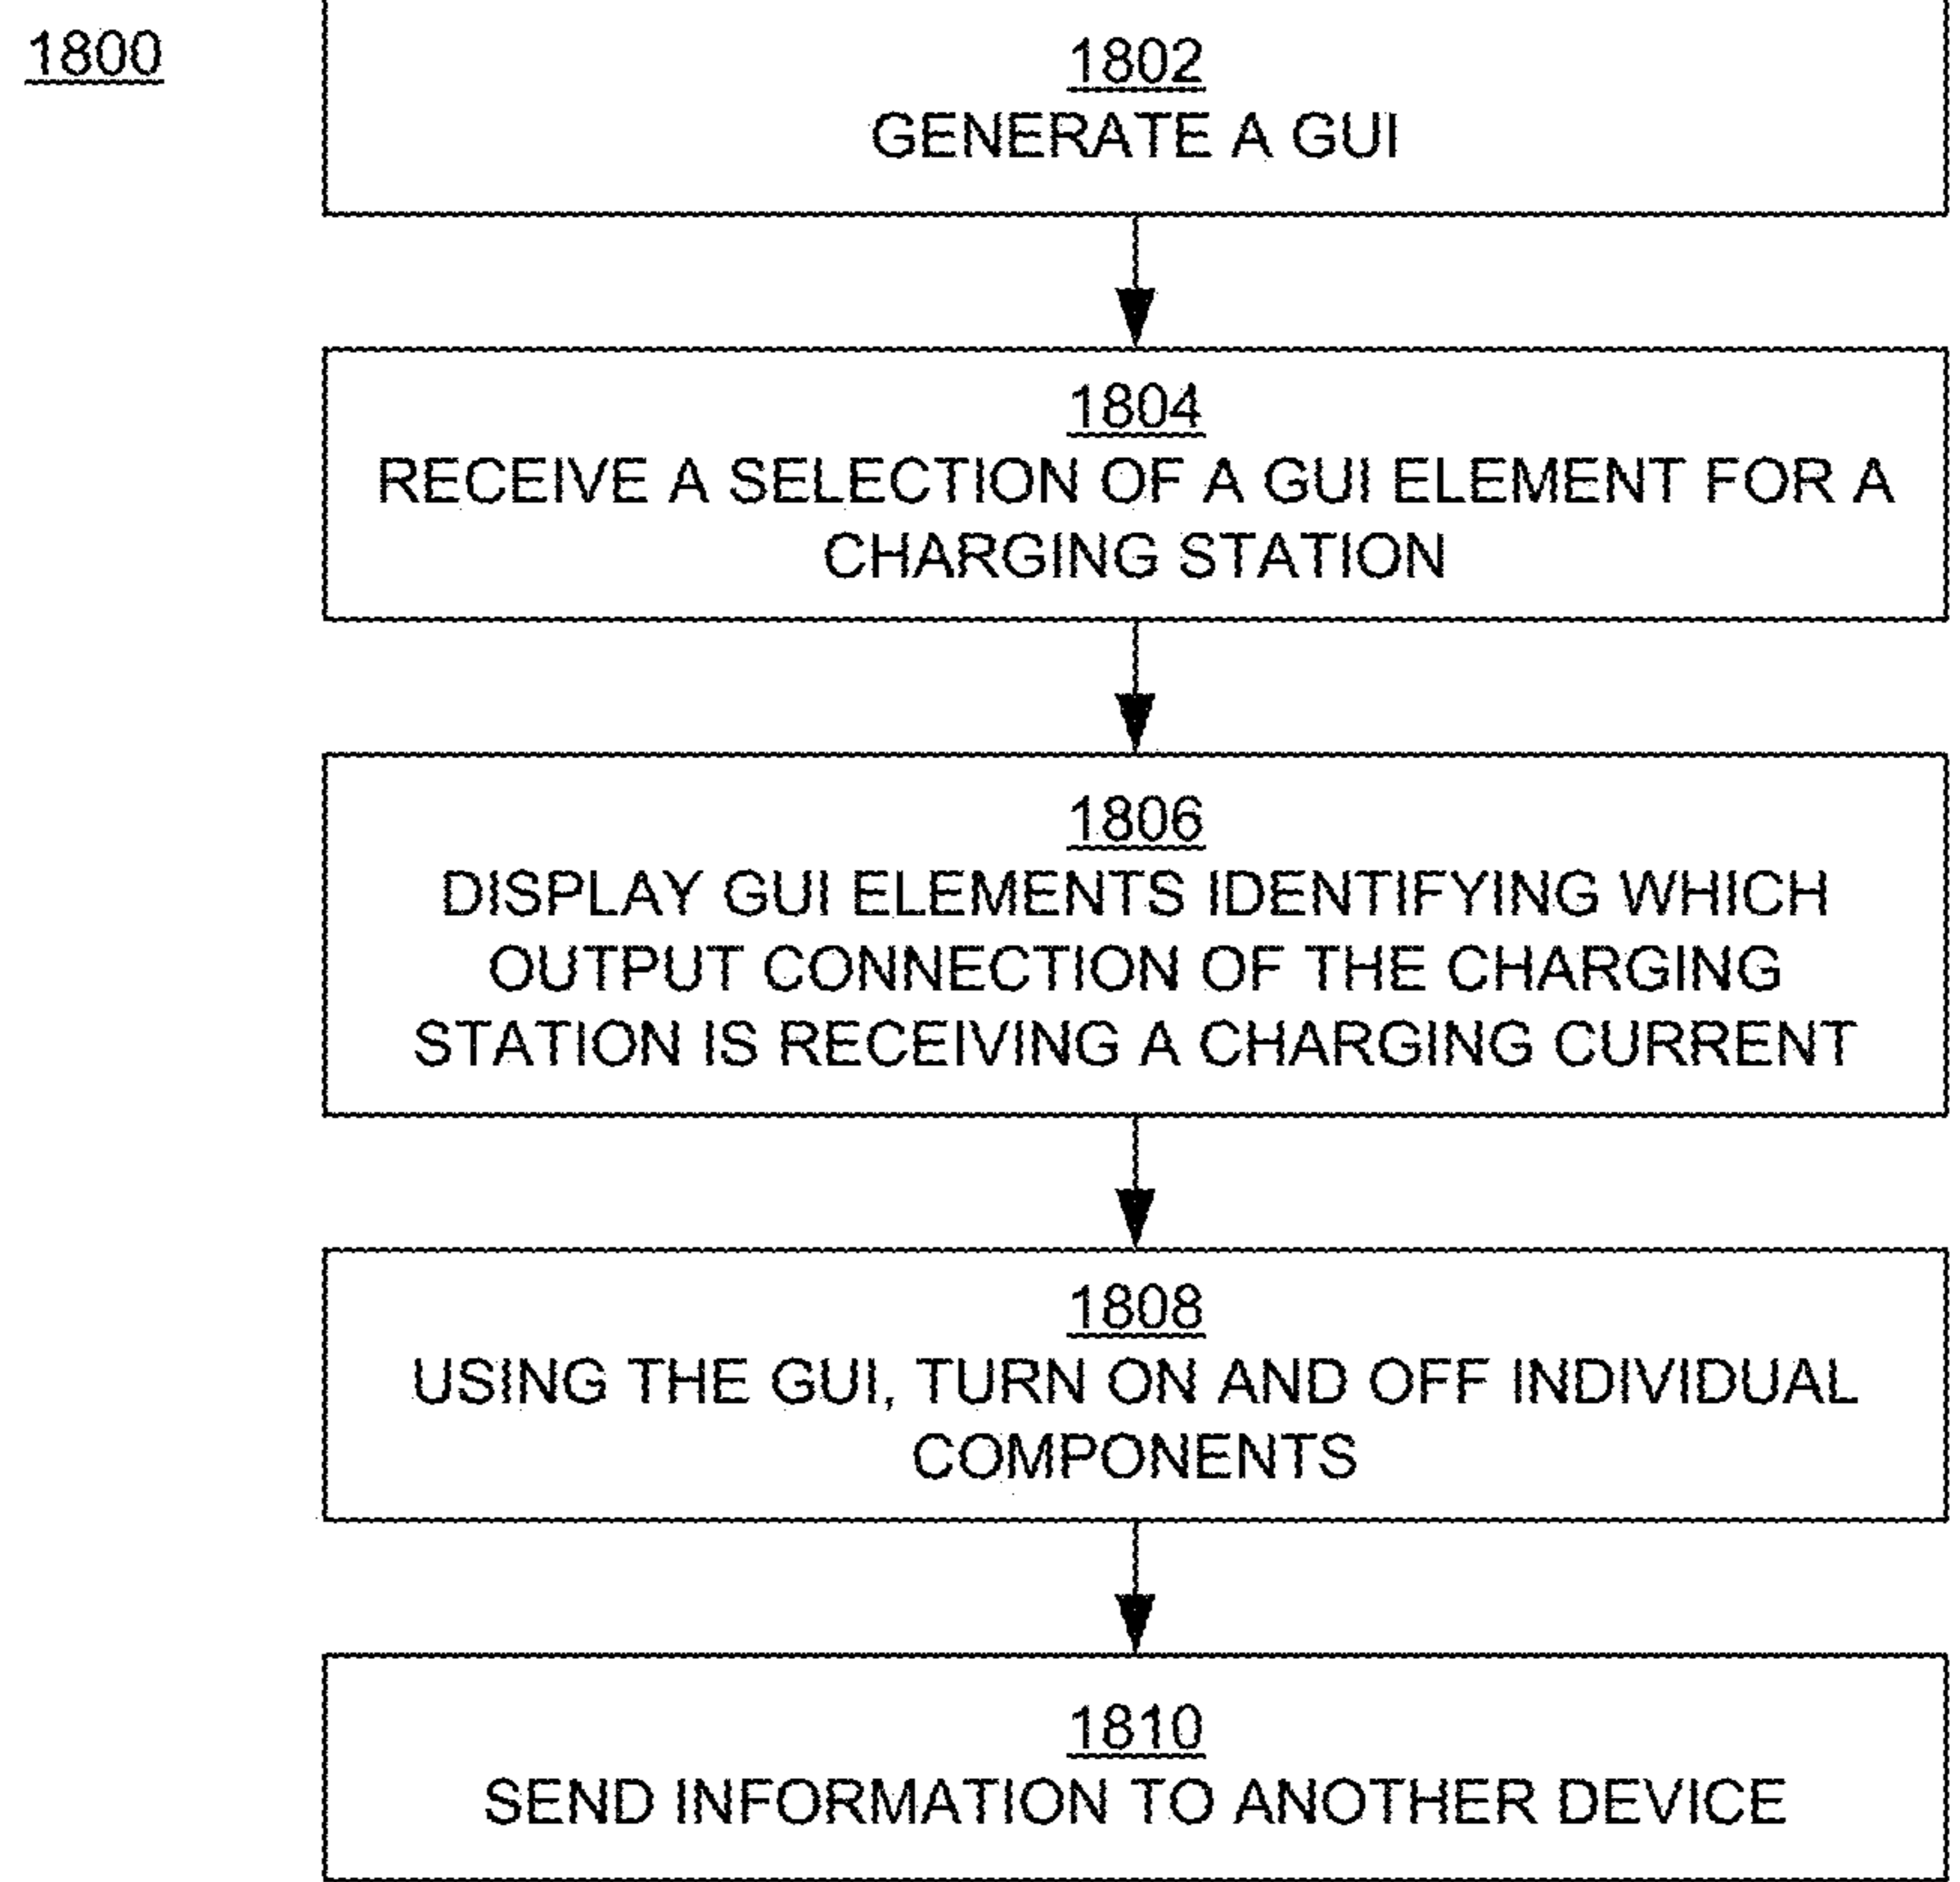 1800
1802
GENERATE A GUI
1804
RECEIVE A SELECTION OF A GUI ELEMENT FOR A
CHARGING STATION
1806
DISPLAY GUI ELEMENTS IDENTIFYING WHICH
OUTPUT CONNECTION OF THE CHARGING
STATION IS RECEIVING A CHARGING CURRENT
1808
USING THE GUI, TURN ON AND OFF INDIVIDUAL
COMPONENTS
1810
SEND INFORMATION TO ANOTHER DEVICE